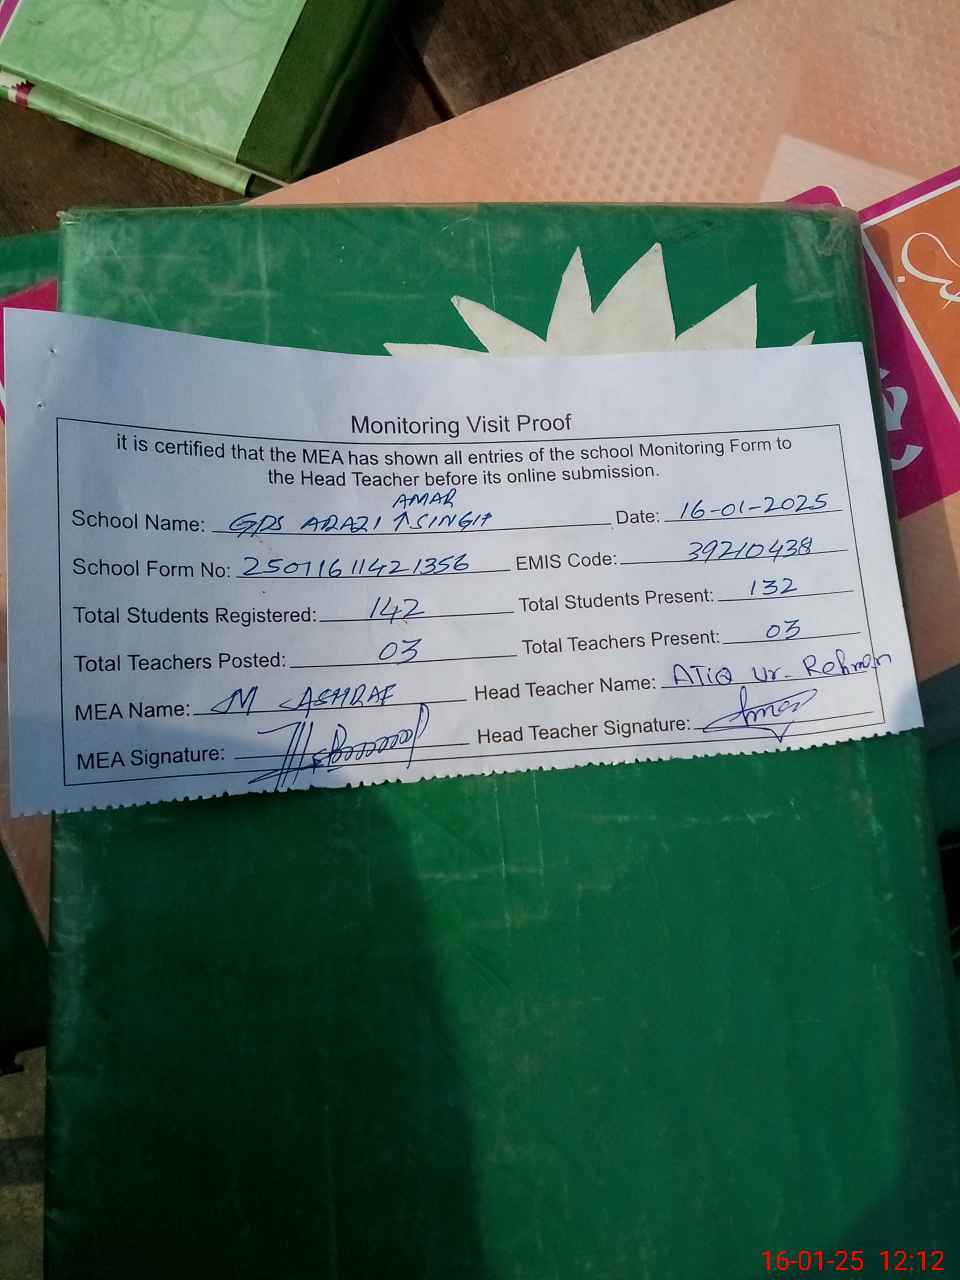 Monitoring Visit Proof
it is certified that the MEA has shown all entries of the school Monitoring Form to
the Head Teacher before its online submission.
AMAR
School Name: GPS ARAZI ↑ SINGH Date: 16-01-2025
School Form No: 25011611421356 EMIS Code: 39210438
Total Students Registered: 142 Total Students Present: 132
Total Teachers Posted: 03 Total Teachers Present: 03
MEA Name: M ASHRAF Head Teacher Name: ATiQ Ur-Rehman
MEA Signature: Head Teacher Signature:
16-01-25 12:12